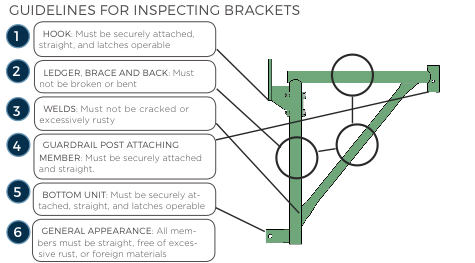 GUIDELINES FOR INSPECTING BRACKETS
1 HOOK: Must be securely attached,
straight, and latches operable
2 LEDGER, BRACE AND BACK: Must
not be broken or bent
3 WELDS: Must not be cracked or
excessively rusty
4 GUARDRAIL POST ATTACHING
MEMBER: Must be securely attached
and straight.
5 BOTTOM UNIT: Must be securely at-
tached, straight, and latches operable
6 GENERAL APPEARANCE: All mem-
bers must be straight, free of exces-
sive rust, or foreign materials